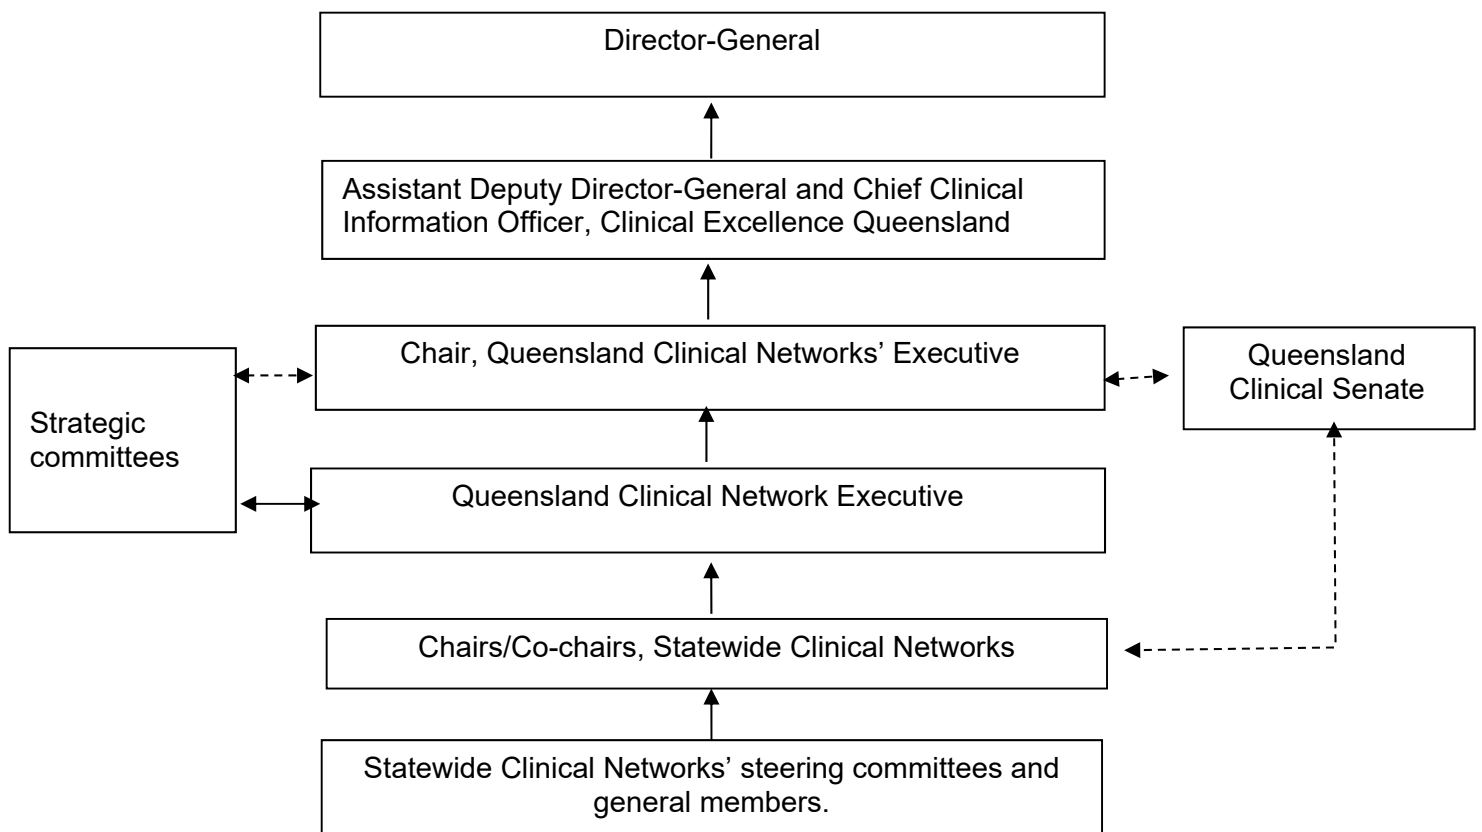 Director-General
Assistant Deputy Director-General and Chief Clinical
Information Officer, Clinical Excellence Queensland
Chair, Queensland Clinical Networks’ Executive
Queensland
Clinical Senate
Strategic
committees
Queensland Clinical Network Executive
Chairs/Co-chairs, Statewide Clinical Networks
Statewide Clinical Networks’ steering committees and
general members.